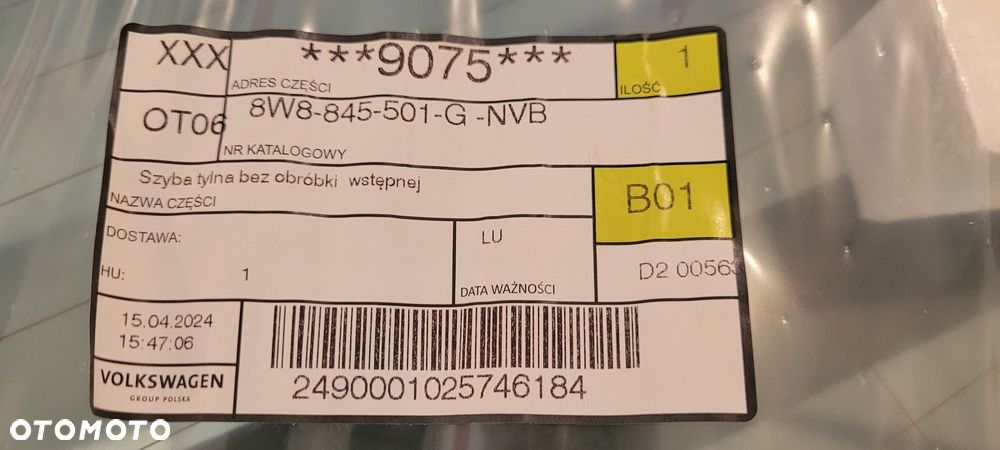 XXX
***9075***
1
ADRES CZĘŚCI
ILOŚĆ
OT06
8W8-845-501-G -NVB
NR KATALOGOWY
Szyba tylna bez obróbki wstępnej
NAZWA CZĘŚCI
B01
DOSTAWA:
LU
HU: 1
DATA WAŻNOŚCI
D2 00563
15.04.2024
15:47:06
VOLKSWAGEN
GROUP POLSKA
2490001025746184
OTOMOTO